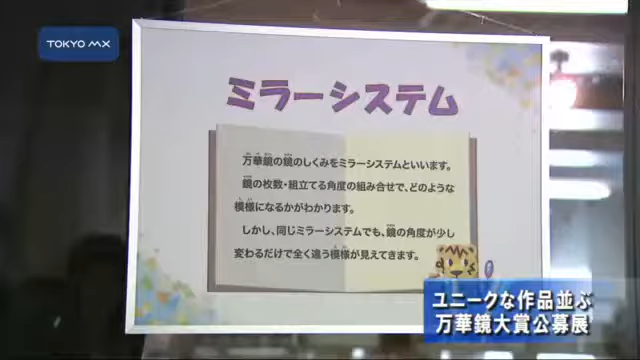 TOKYO MX
ミラーシステム
万華鏡の鏡のしくみをミラーシステムといいます。
鏡の枚数・組立てる角度の組み合せで、どのような
模様になるかがわかります。
しかし、同じミラーシステムでも、鏡の角度が少し
変わるだけで全く違う模様が見えてきます。
ユニークな作品並ぶ
万華鏡大賞公募展